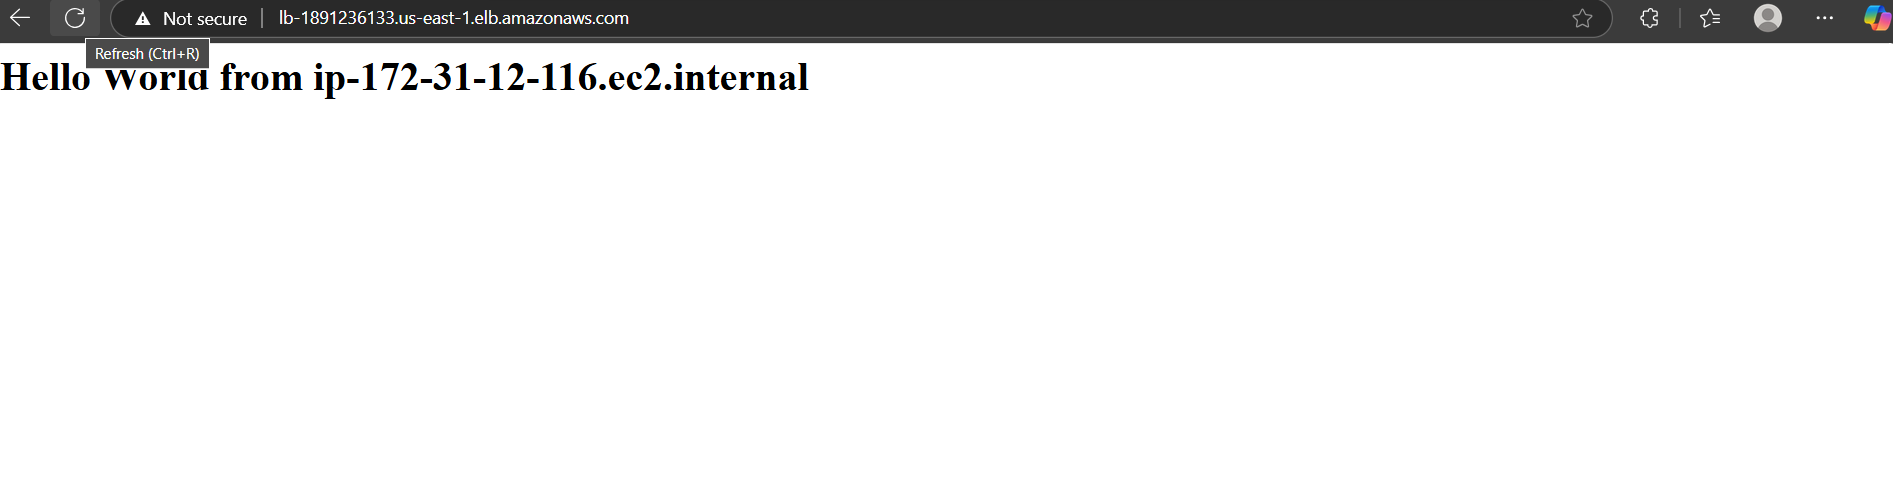 Not secure lb-1891236133.us-east-1.elb.amazonaws.com
Refresh (Ctrl+R)
Hello World from ip-172-31-12-116.ec2.internal